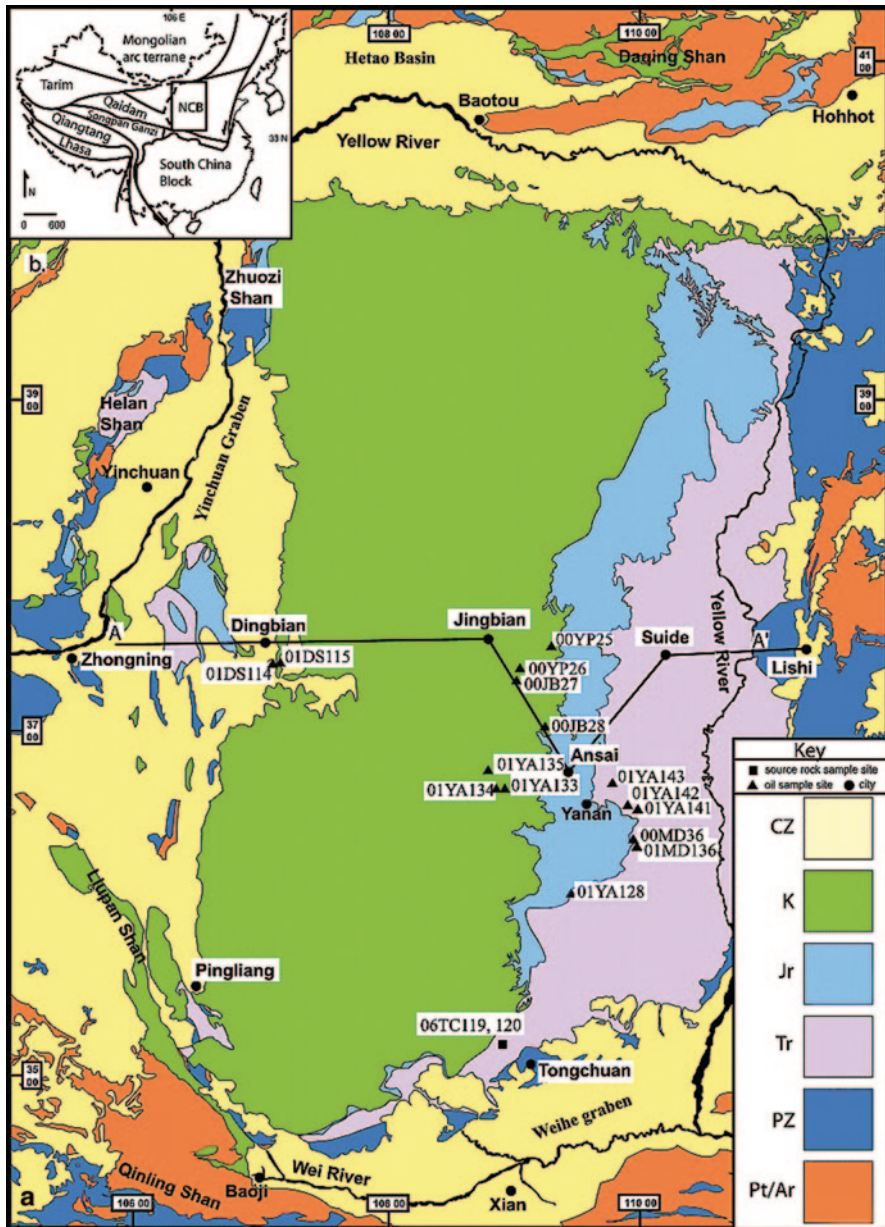 106 E
Mongolian
arc terrane
Tarim
Qaidam
Songpan Ganzi
Qiangtang
Lhasa
NCB
33 N
South China
Block
N
0 600
b.
108 00
110 00
41
00
Hetao Basin
Daqing Shan
Baotou
Hohhot
Yellow River
Zhuozi
Shan
39
00
39
00
Helan
Shan
Yinchuan
Yinchuan Graben
A
Dingbian
Jingbian
Suide
Yellow River
A'
Lishi
Zhongning
01DS115
01DS114
00YP25
00YP26
00JB27
37
00
00JB28
Ansai
01YA135
01YA134
01YA133
01YA143
01YA142
01YA141
Yanan
00MD36
01MD136
01YA128
Liupan Shan
Pingliang
06TC119, 120
35
00
35
00
Tongchuan
Weihe graben
Wei River
Qinling Shan
Baoji
Xian
a
106 00
108 00
110 00
Key
source rock sample site
oil sample site
city
CZ
K
Jr
Tr
PZ
Pt/Ar